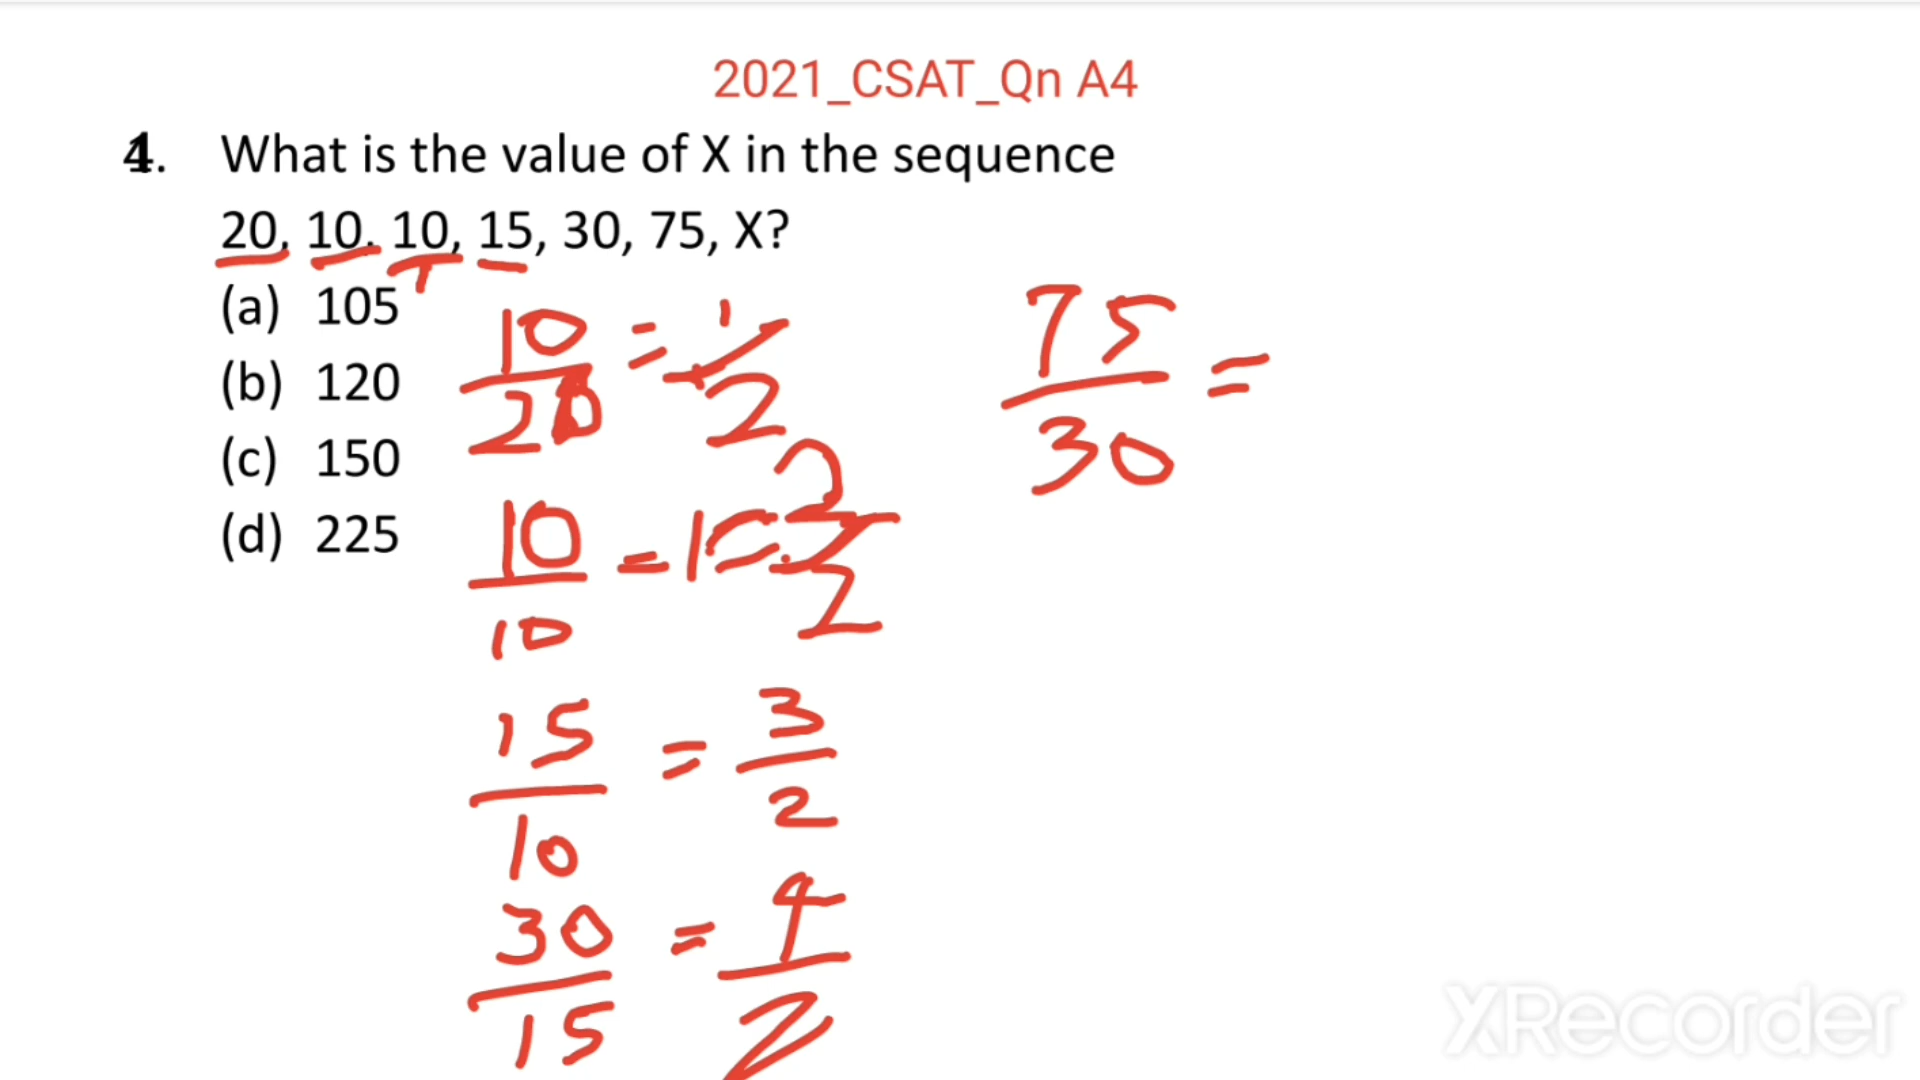 2021_CSAT_Qn A4
4. What is the value of X in the sequence
20, 10, 10, 15, 30, 75, X?
(a) 105
(b) 120
(c) 150
(d) 225
10/20 = 1/2
10/10 = 1 = 2/2
15/10 = 3/2
30/15 = 4/2
75/30 =
XRecorder